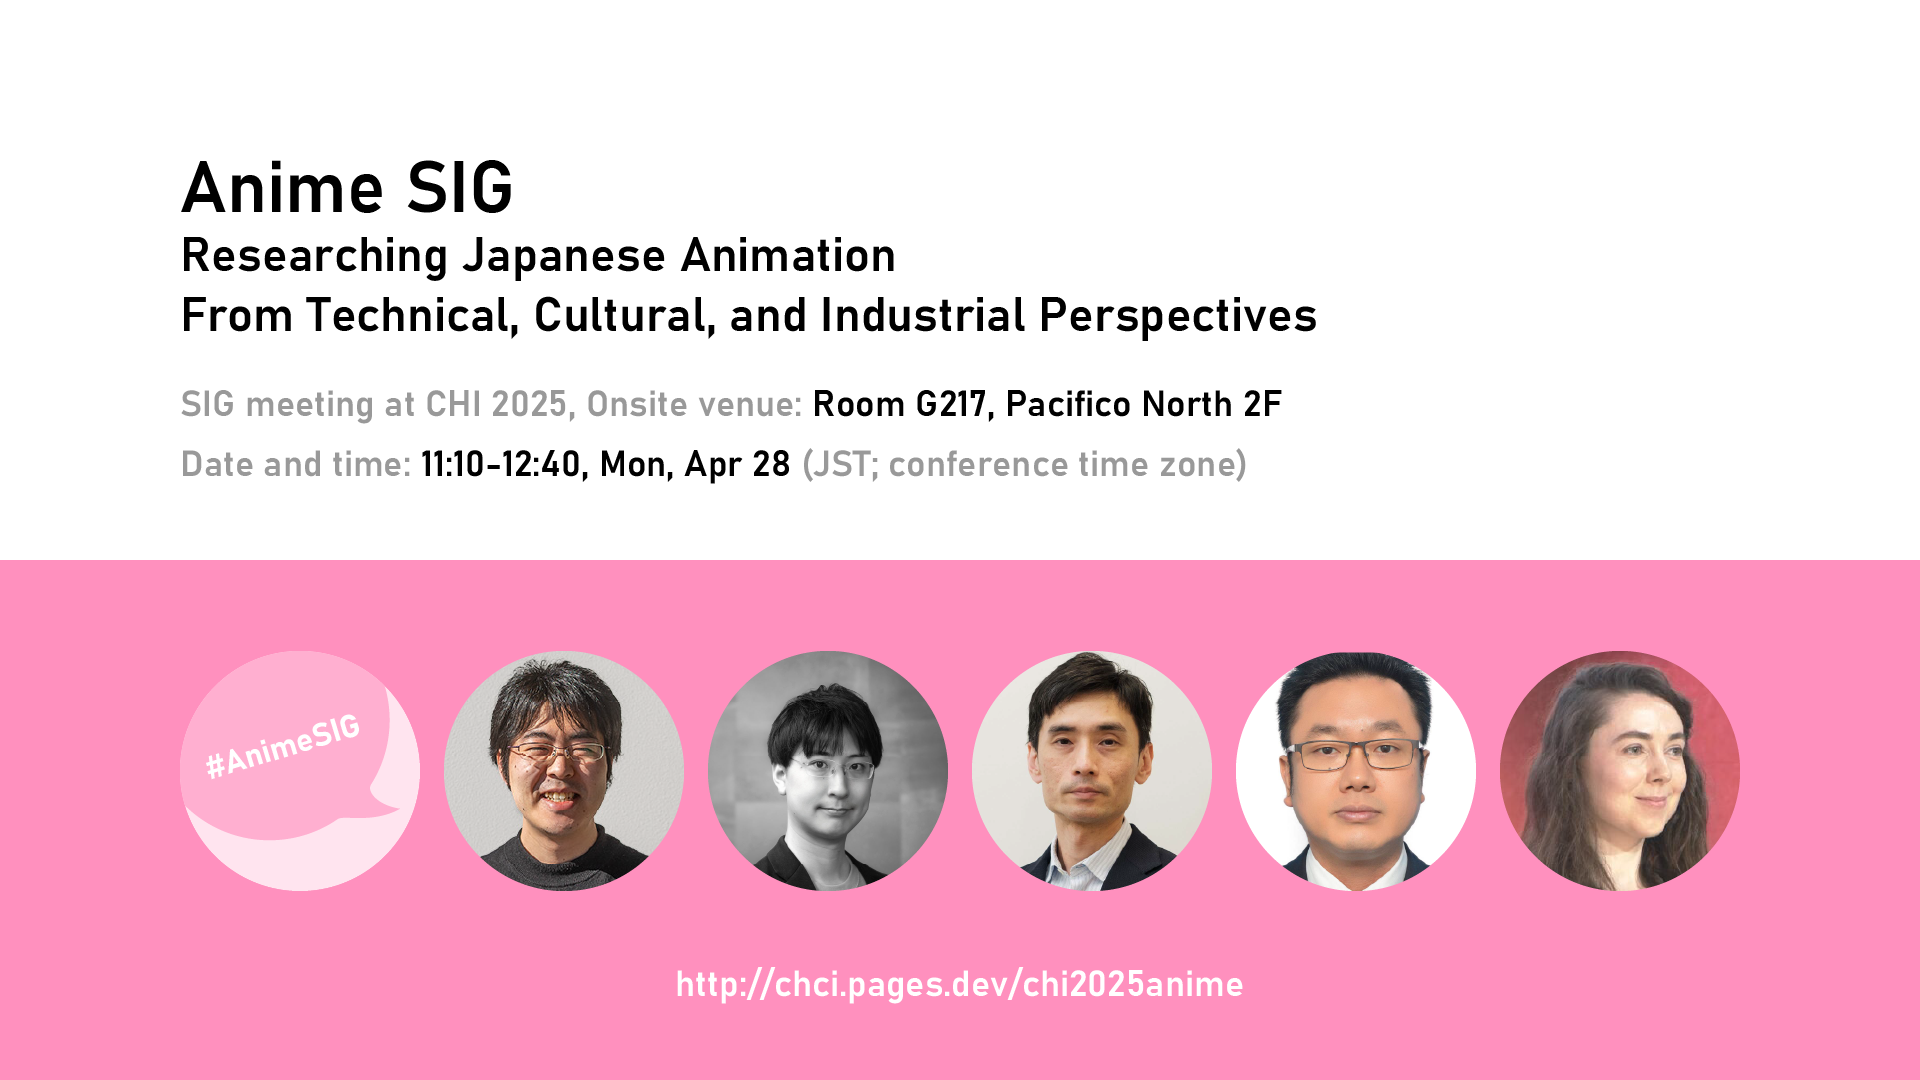 Anime SIG
Researching Japanese Animation
From Technical, Cultural, and Industrial Perspectives
SIG meeting at CHI 2025, Onsite venue: Room G217, Pacifico North 2F
Date and time: 11:10-12:40, Mon, Apr 28 (JST; conference time zone)
#AnimeSIG
http://chci.pages.dev/chi2025anime